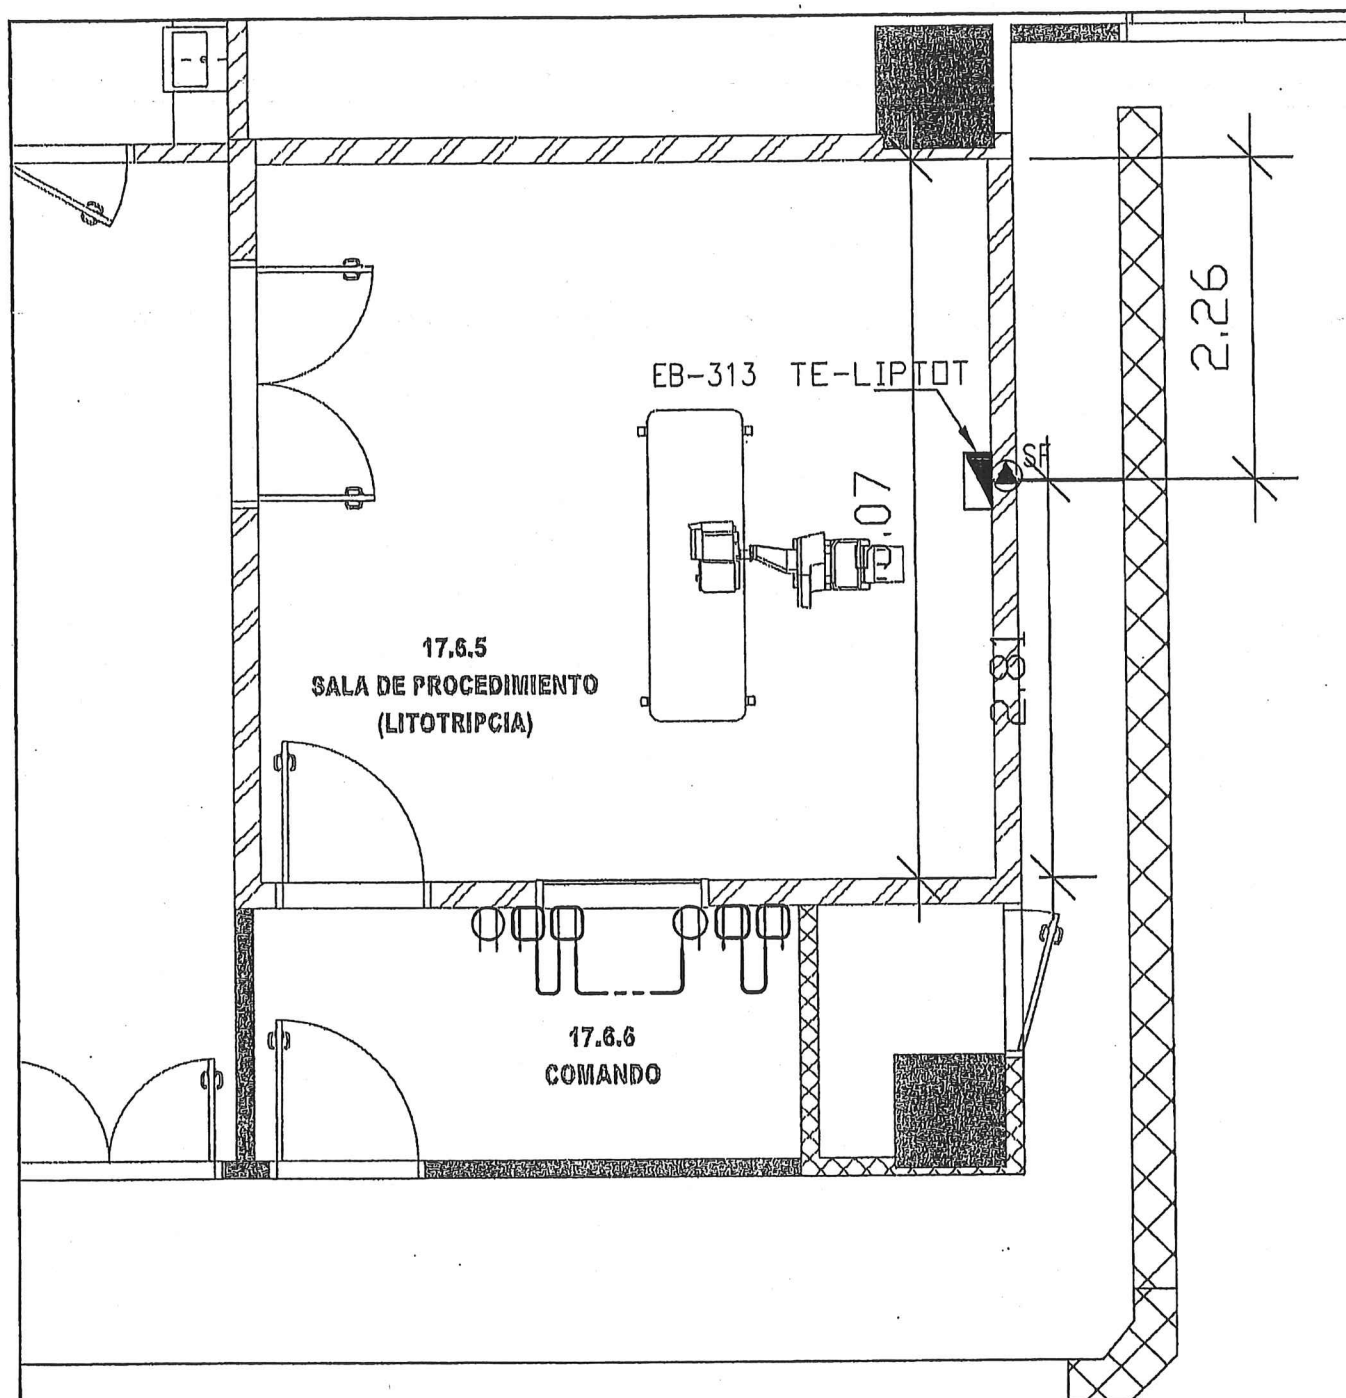 2.26
EB-313 TE-LIPTOT
SF
.07
17.6.5
SALA DE PROCEDIMIENTO
(LITOTRIPCIA)
2.81
17.6.6
COMANDO